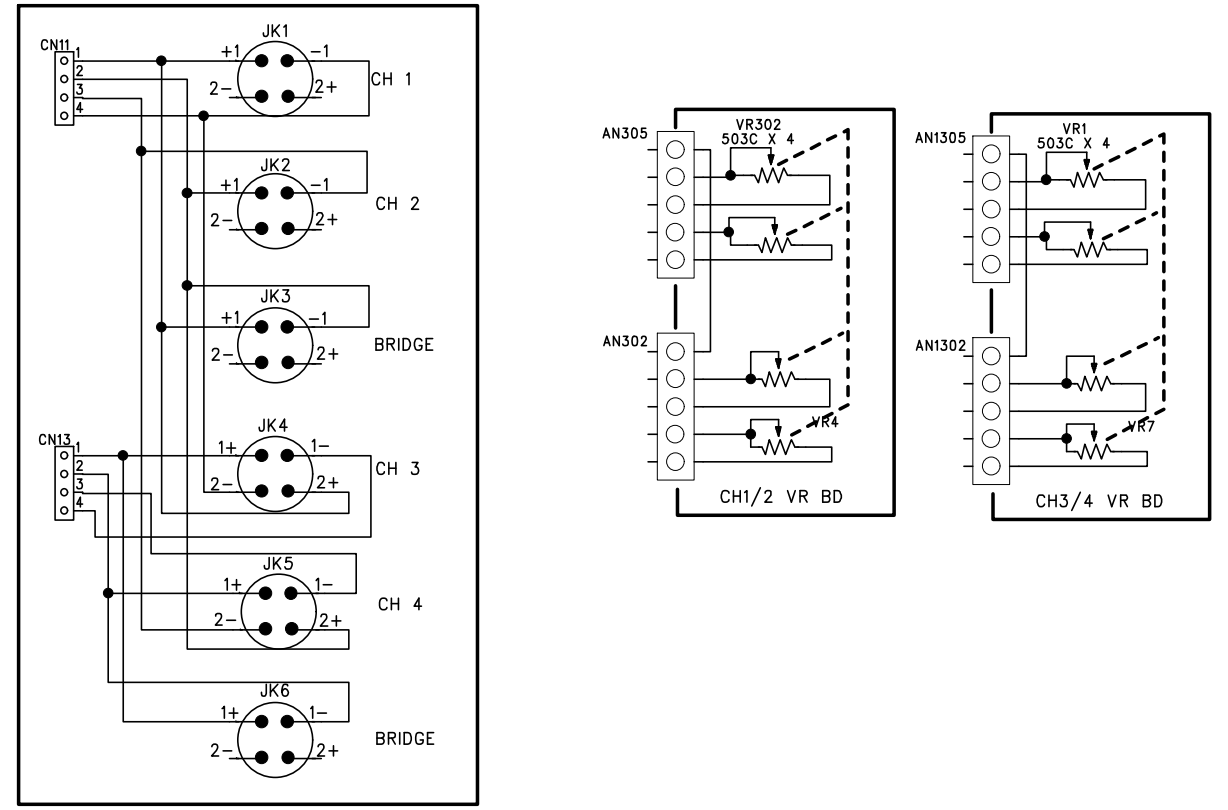 JK1
CN11
1
+1
-1
2
CH 1
3
2-
2+
4
JK2
+1
-1
CH 2
2-
2+
JK3
+1
-1
BRIDGE
2-
2+
JK4
CN13
1
1+
1-
2
CH 3
3
2-
2+
4
JK5
1+
1-
CH 4
2-
2+
JK6
1+
1-
BRIDGE
2-
2+
AN305
VR302
503C X 4
AN302
VR4
CH1/2 VR BD
AN1305
VR1
503C X 4
AN1302
VR7
CH3/4 VR BD